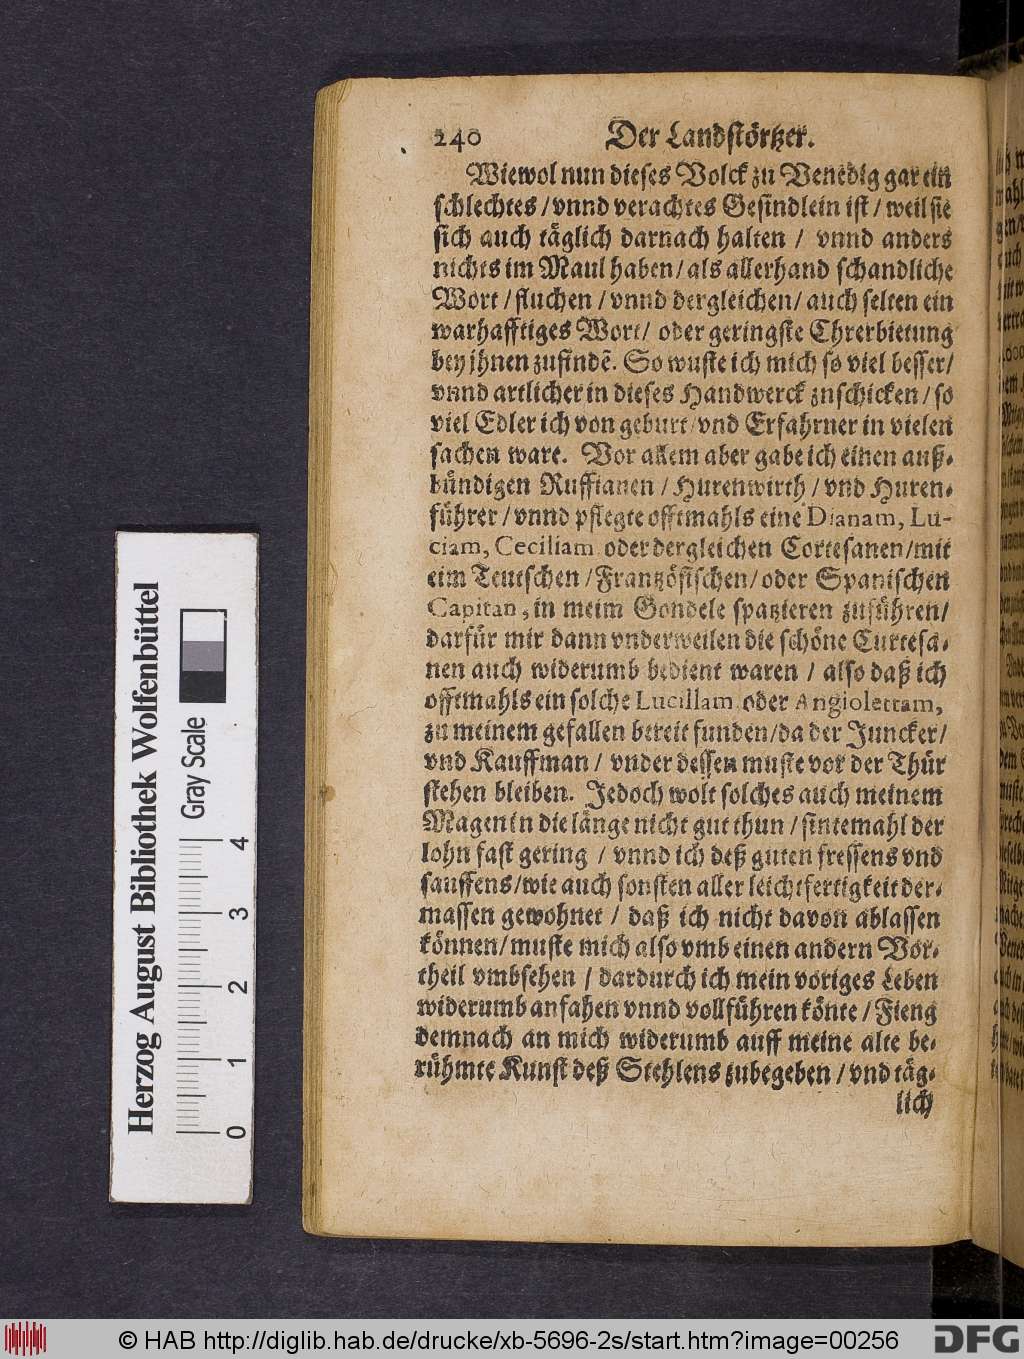 240 Der Landstörtzer.
Wiewol nun dieses Volck zu Venedig gar ein
schlechtes / vnnd verachtes Gesindlein ist / weil sie
sich auch täglich darnach halten / vnnd anders
nichts im Maul haben / als allerhand schandliche
Wort / fluchen / vnnd dergleichen / auch selten ein
warhafftiges Wort / oder geringste Ehrerbietung
bey jhnen zufindē. So wuste ich mich so viel besser /
vnnd artlicher in dieses Handwerck znschicken / so
viel Edler ich von geburt / vnd Erfahrner in vielen
sachen ware. Vor allem aber gabe ich einen auß-
bündigen Ruffianen / Hurenwirth / vnd Huren-
führer / vnnd pflegte offtmahls eine Dianam, Lu-
ciam, Ceciliam oder dergleichen Cortesanen / mit
eim Teutschen / Frantzösischen / oder Spanischen
Capitan, in meim Gondele spatzieren zuführen /
darfür mir dann vnderweilen die schöne Curtesa-
nen auch widerumb bedient waren / also daß ich
offtmahls ein solche Lucillam oder Angiolettam,
zu meinem gefallen bereit funden / da der Juncker /
vnd Kauffman / vnder dessen muste vor der Thür
stehen bleiben. Jedoch wolt solches auch meinem
Magen in die länge nicht gut thun / sintemahl der
lohn fast gering / vnnd ich deß guten fressens vnd
sauffens / wie auch sonsten aller leichtfertigkeit der-
massen gewohnet / daß ich nicht davon ablassen
können / muste mich also vmb einen andern Vor-
theil vmbsehen / dardurch ich mein voriges Leben
widerumb anfahen vnnd vollführen könte / Fieng
demnach an mich widerumb auff meine alte be-
rühmte Kunst deß Stehlens zubegeben / vnd täg-
lich
Herzog August Bibliothek Wolfenbüttel
Gray Scale
0 1 2 3 4
© HAB http://diglib.hab.de/drucke/xb-5696-2s/start.htm?image=00256
DFG